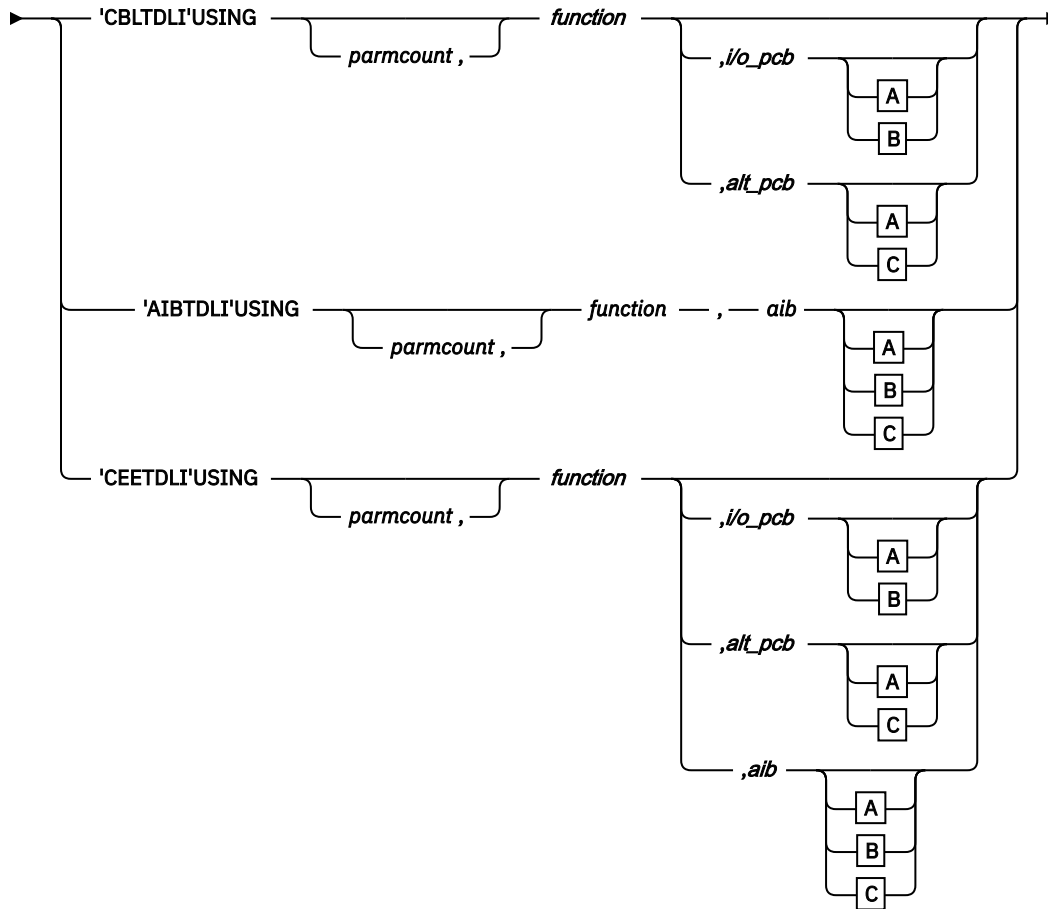 'CBLTDLI'USING function
parmcount ,
,i/o_pcb
A
B
,alt_pcb
A
C
'AIBTDLI'USING function , aib
parmcount ,
A
B
C
'CEETDLI'USING function
parmcount ,
,i/o_pcb
A
B
,alt_pcb
A
C
,aib
A
B
C